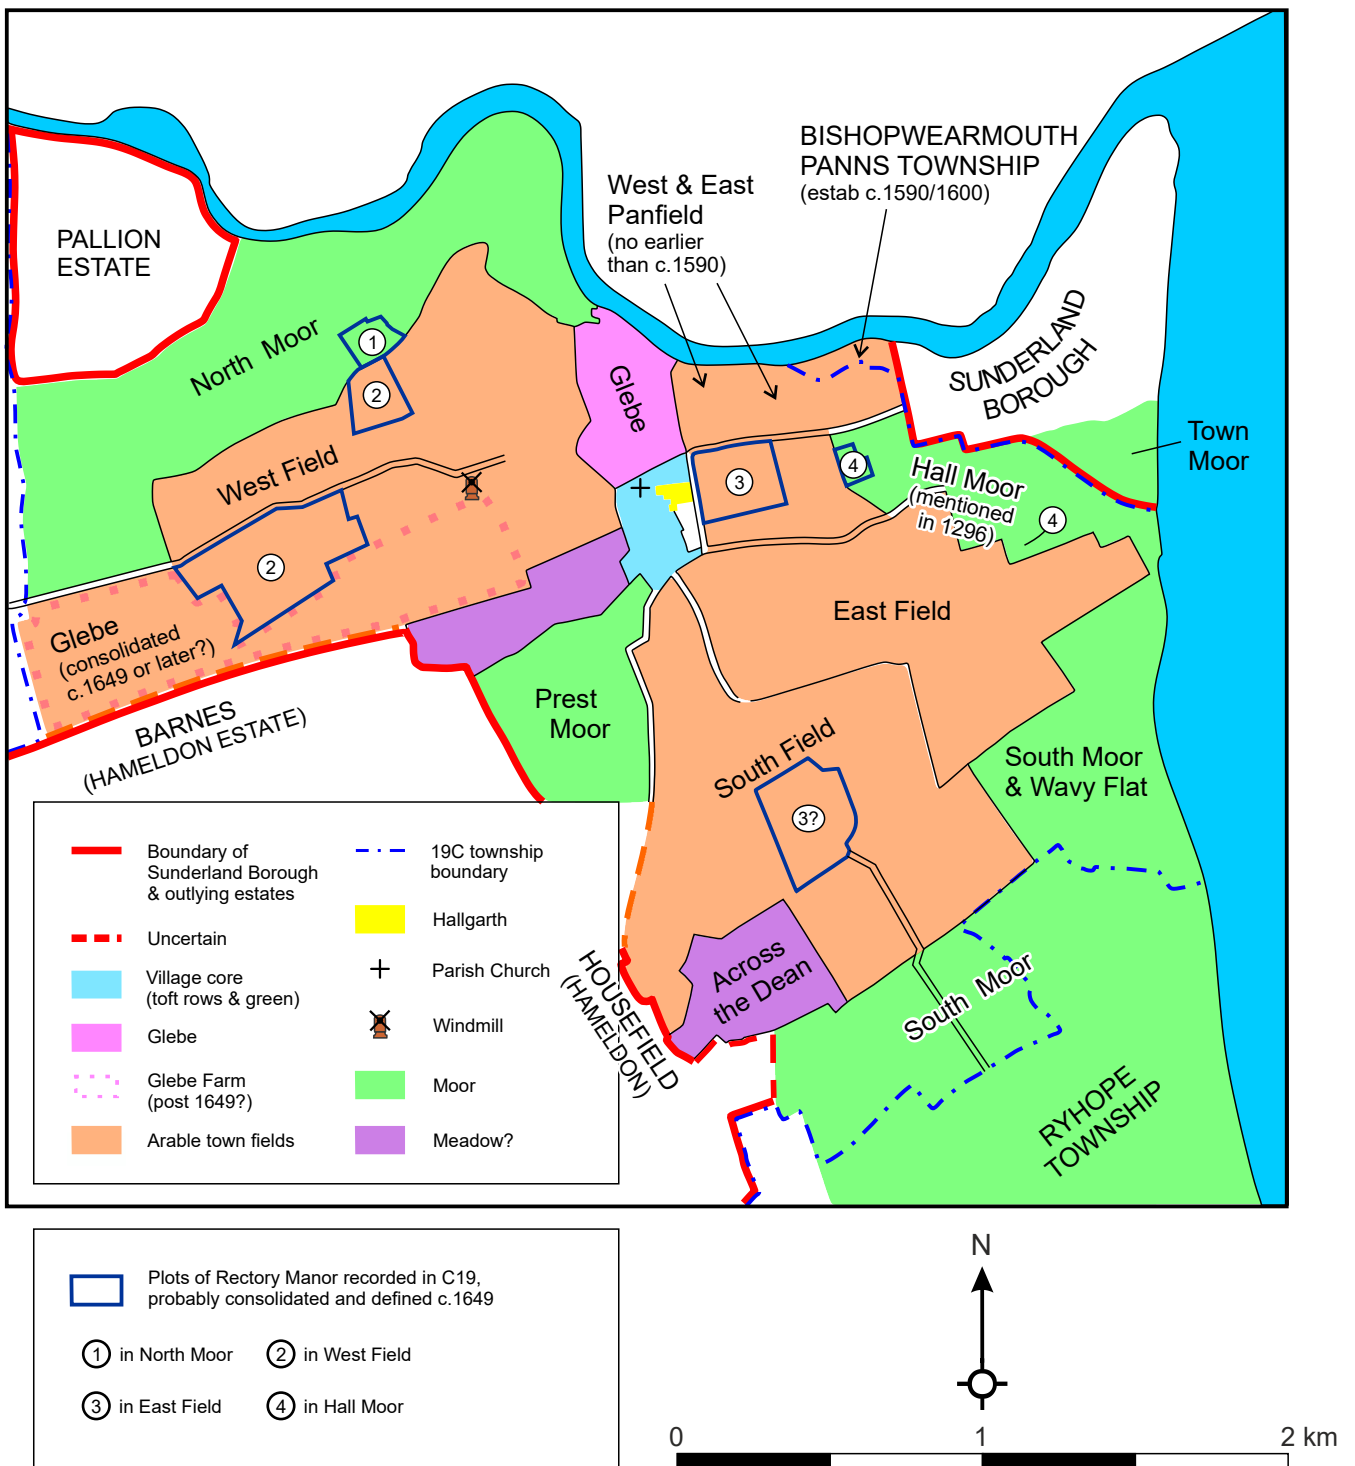 BISHOPWEARMOUTH
PANNS TOWNSHIP
(estab c.1590/1600)
West & East
Panfield
(no earlier
than c.1590)
PALLION
ESTATE
North Moor
1
2
Glebe
SUNDERLAND
BOROUGH
Town
Moor
West Field
3
4
Hall Moor
(mentioned
in 1296)
4
2
East Field
Glebe
(consolidated
c.1649 or later?)
BARNES
(HAMELDON ESTATE)
Prest
Moor
South Field
South Moor
& Wavy Flat
3?
Across
the Dean
HOUSEFIELD
(HAMELDON)
South Moor
RYHOPE
TOWNSHIP
Boundary of
Sunderland Borough
& outlying estates
Uncertain
Village core
(toft rows & green)
Glebe
Glebe Farm
(post 1649?)
Arable town fields
19C township
boundary
Hallgarth
Parish Church
Windmill
Moor
Meadow?
Plots of Rectory Manor recorded in C19,
probably consolidated and defined c.1649
1 in North Moor
2 in West Field
3 in East Field
4 in Hall Moor
N
0 1 2 km